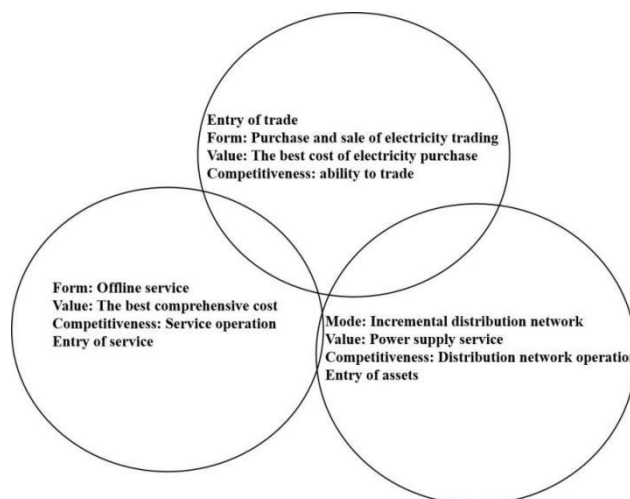 Entry of trade
Form: Purchase and sale of electricity trading
Value: The best cost of electricity purchase
Competitiveness: ability to trade
Form: Offline service
Value: The best comprehensive cost
Competitiveness: Service operation
Entry of service
Mode: Incremental distribution network
Value: Power supply service
Competitiveness: Distribution network operation
Entry of assets